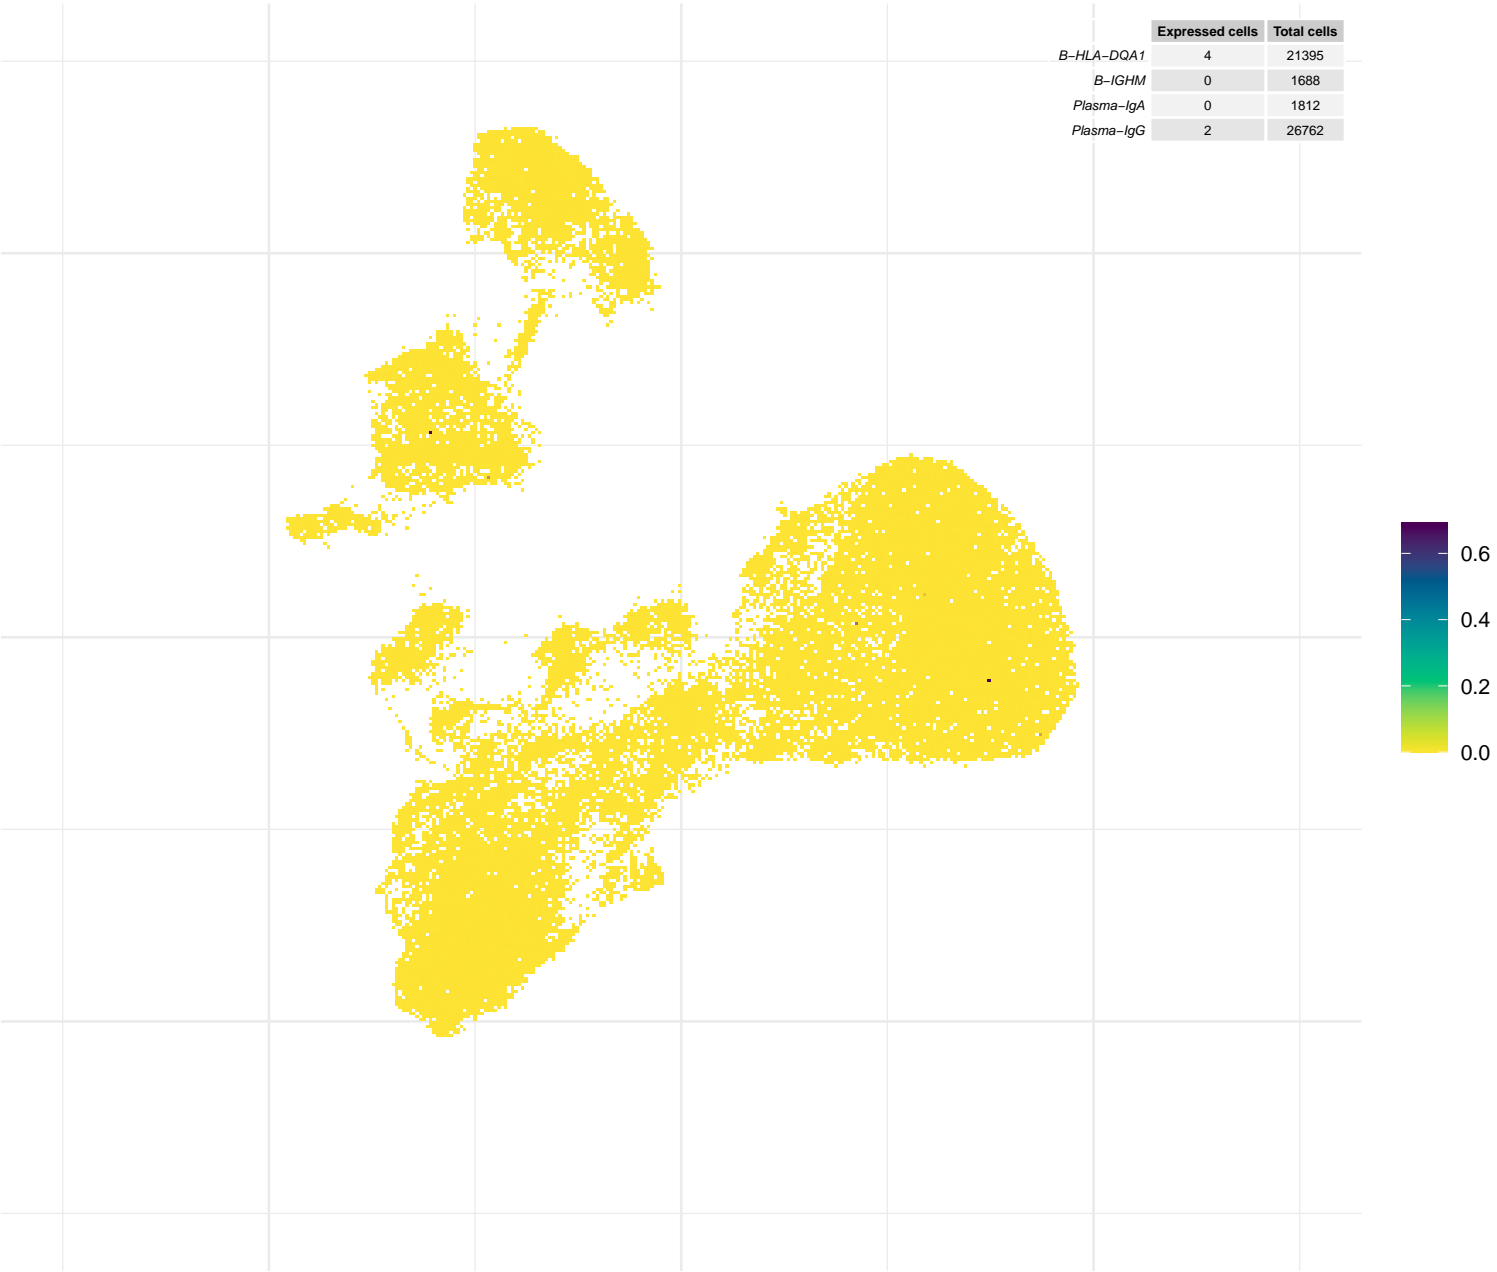 Expressed cells Total cells
B−HLA−DQA1 4 21395
B−IGHM 0 1688
Plasma−IgA 0 1812
Plasma−IgG 2 26762
0.6
0.4
0.2
0.0